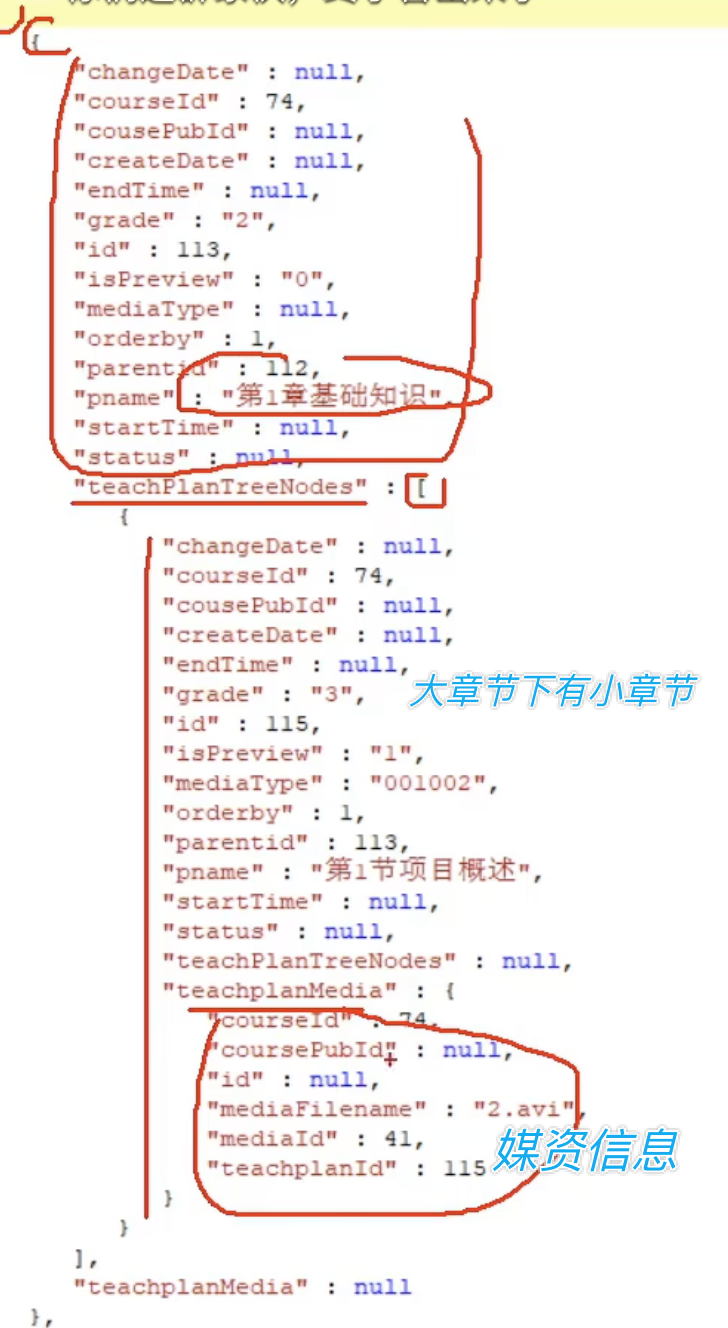 {
"changeDate" : null,
"courseId" : 74,
"cousePubId" : null,
"createDate" : null,
"endTime" : null,
"grade" : "2",
"id" : 113,
"isPreview" : "0",
"mediaType" : null,
"orderby" : 1,
"parentid" : 112,
"pname" : "第1章基础知识",
"startTime" : null,
"status" : null,
"teachPlanTreeNodes" : [
{
"changeDate" : null,
"courseId" : 74,
"cousePubId" : null,
"createDate" : null,
"endTime" : null,
"grade" : "3",
大章节下有小章节
"id" : 115,
"isPreview" : "1",
"mediaType" : "001002",
"orderby" : 1,
"parentid" : 113,
"pname" : "第1节项目概述",
"startTime" : null,
"status" : null,
"teachPlanTreeNodes" : null,
"teachplanMedia" : {
"courseId" : 74,
"coursePubId" : null,
"id" : null,
"mediaFilename" : "2.avi",
"mediaId" : 41,
媒资信息
"teachplanId" : 115
}
}
],
"teachplanMedia" : null
},